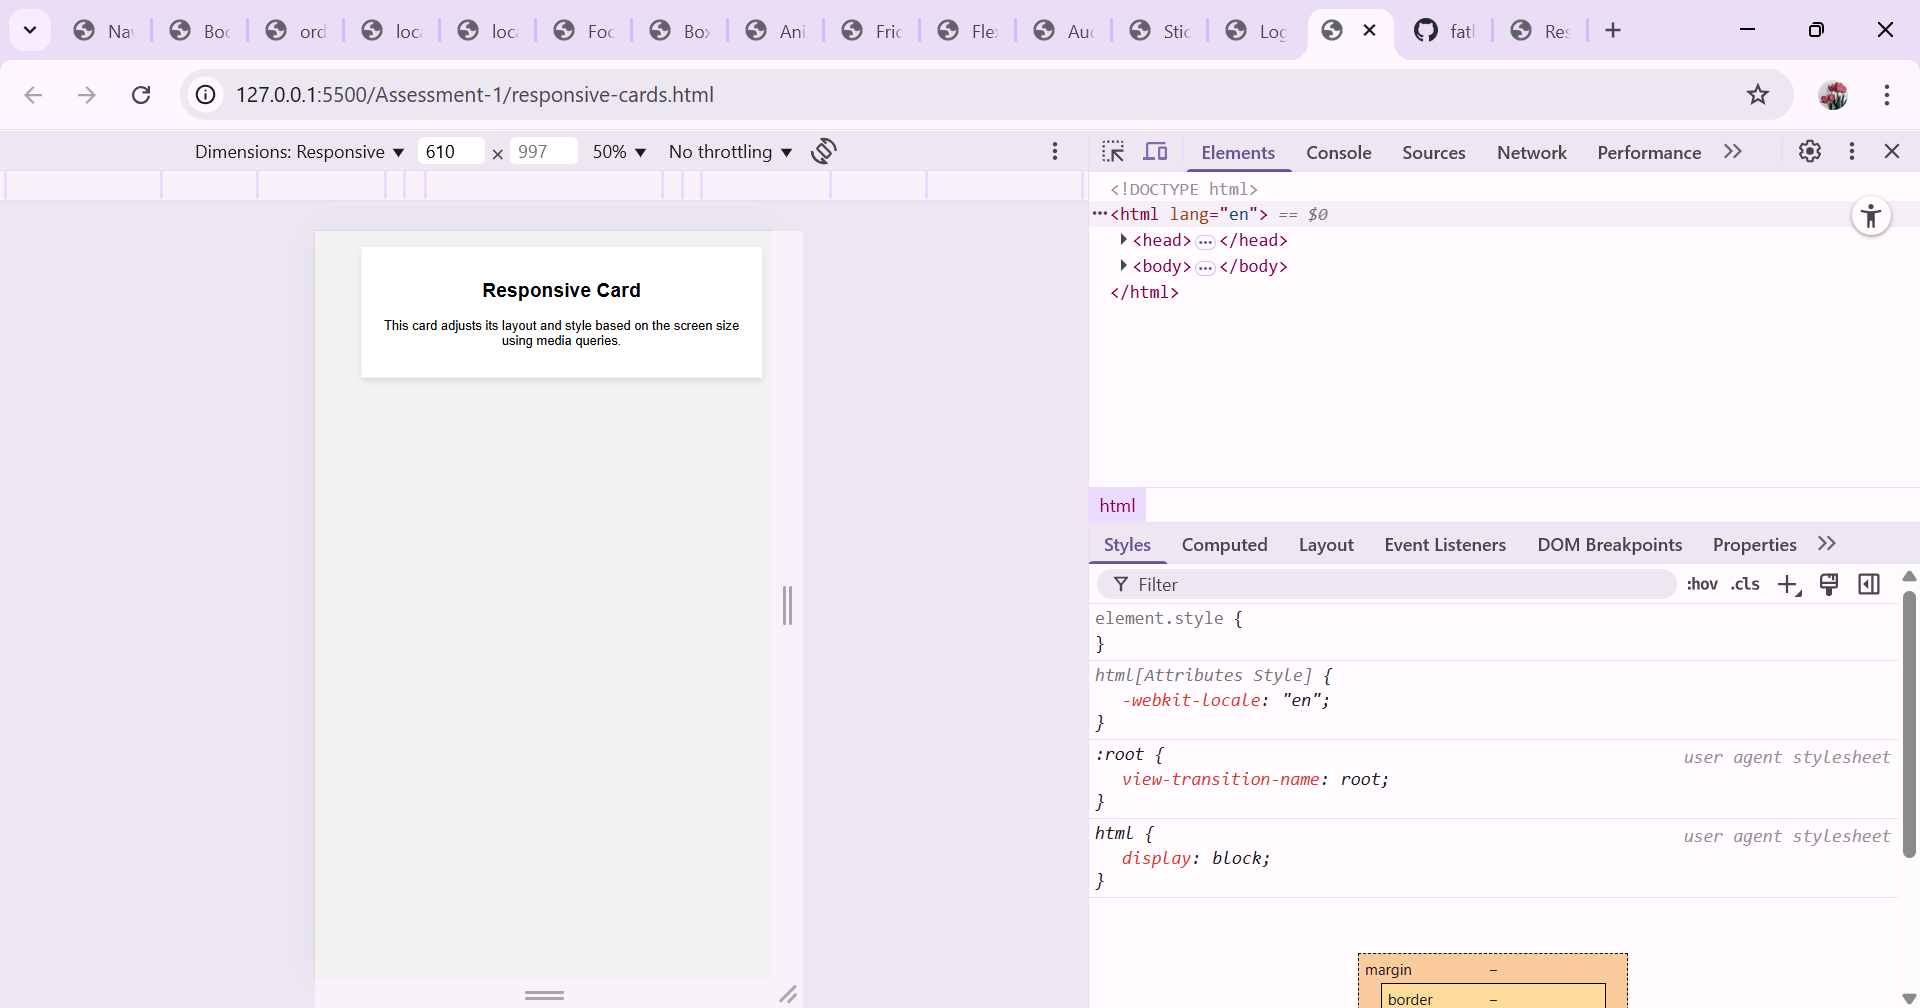 Na
Bo
ord
loc
loc
Foo
Box
Ani
Fric
Fle
Au
Stic
Log
fatl
Res
127.0.0.1:5500/Assessment-1/responsive-cards.html
Dimensions: Responsive 610 × 997 50% No throttling
Elements Console Sources Network Performance
<!DOCTYPE html>
<html lang="en"> == $0
<head> </head>
<body> </body>
</html>
Responsive Card
This card adjusts its layout and style based on the screen size
using media queries.
html
Styles Computed Layout Event Listeners DOM Breakpoints Properties
Filter :hov .cls
element.style {
}
html[Attributes Style] {
-webkit-locale: "en";
}
:root { user agent stylesheet
view-transition-name: root;
}
html { user agent stylesheet
display: block;
}
margin –
border –